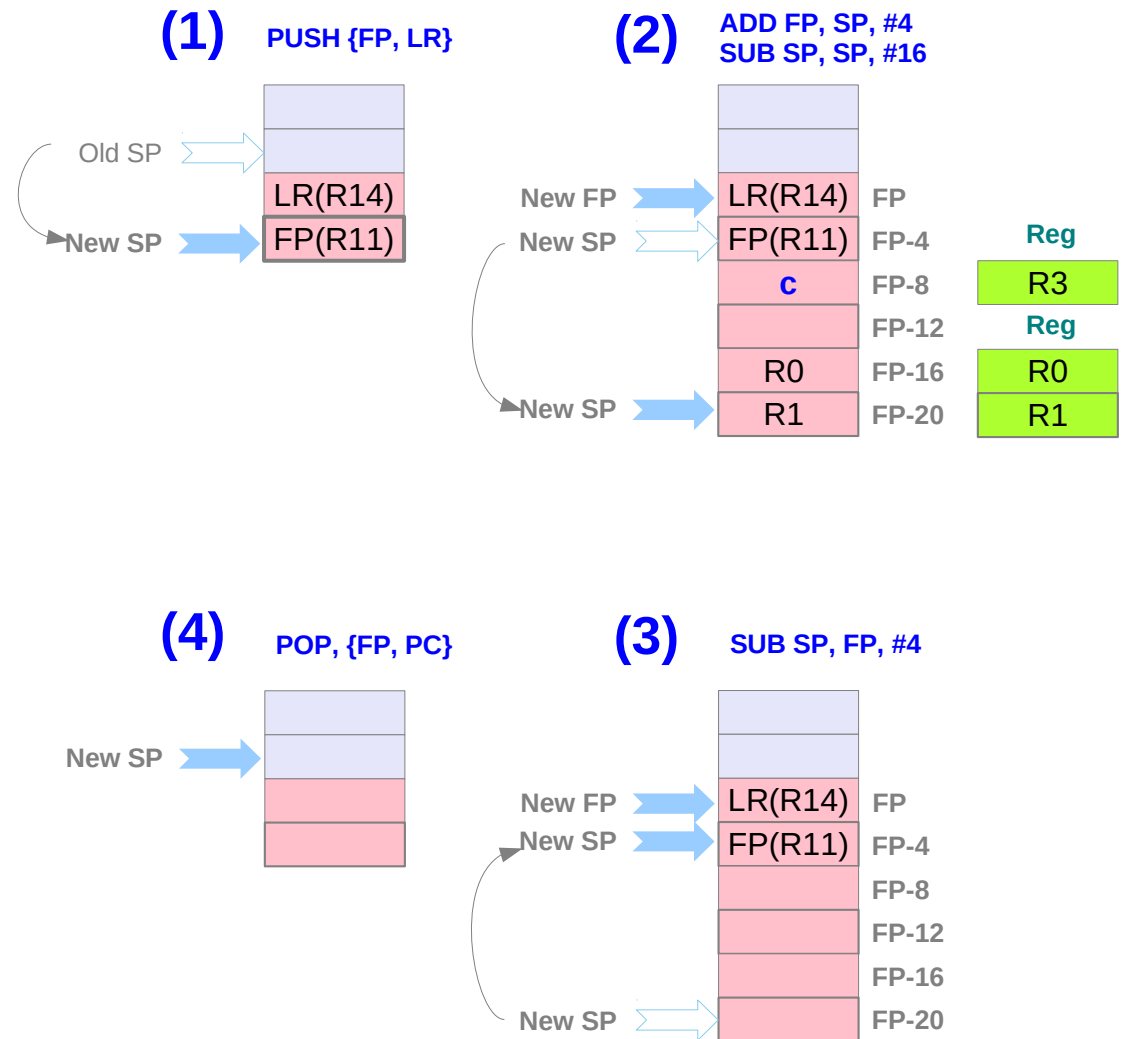 (1) PUSH {FP, LR}
Old SP
LR(R14)
New SP FP(R11)
(2) ADD FP, SP, #4
SUB SP, SP, #16
New FP LR(R14) FP
New SP FP(R11) FP-4 Reg
c FP-8 R3
FP-12 Reg
R0 FP-16 R0
New SP R1 FP-20 R1
(4) POP, {FP, PC}
New SP
(3) SUB SP, FP, #4
New FP LR(R14) FP
New SP FP(R11) FP-4
FP-8
FP-12
FP-16
New SP FP-20